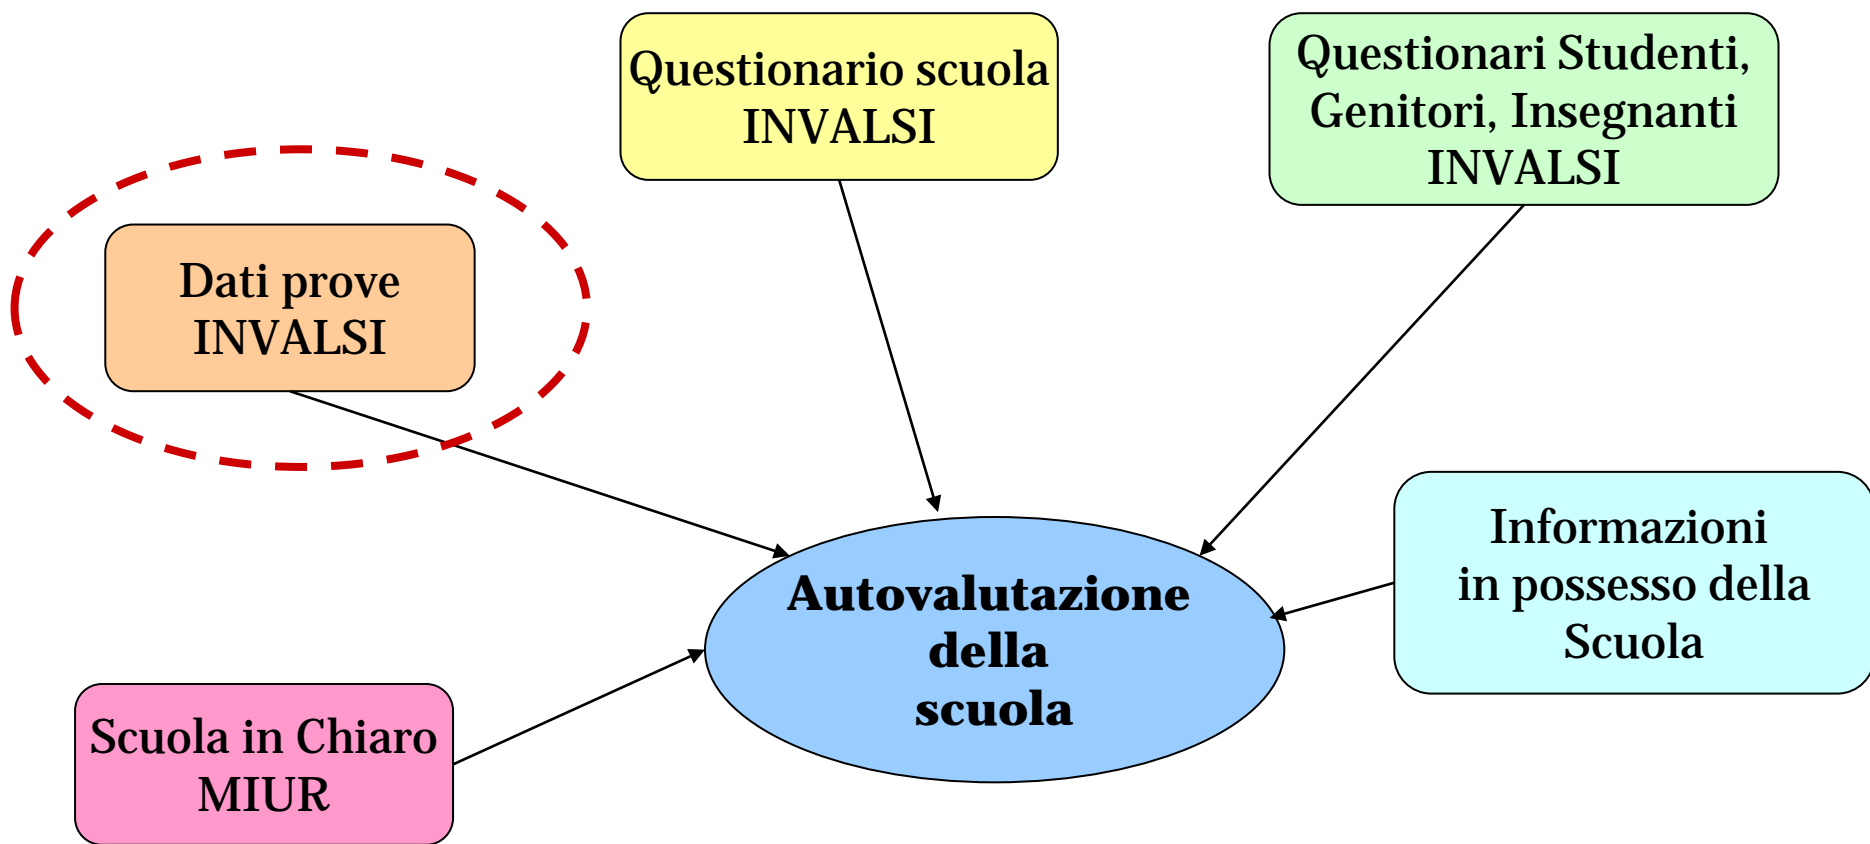 Questionario scuola
INVALSI
Questionari Studenti,
Genitori, Insegnanti
INVALSI
Dati prove
INVALSI
Informazioni
in possesso della
Scuola
Autovalutazione
della
scuola
Scuola in Chiaro
MIUR